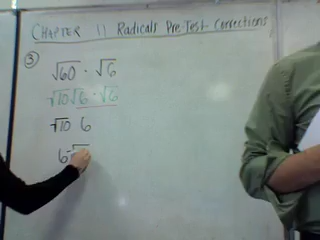 CHAPTER 11 Radicals Pre Test Corrections
③ √60 · √6
√10 √6 · √6
√10 6
6√